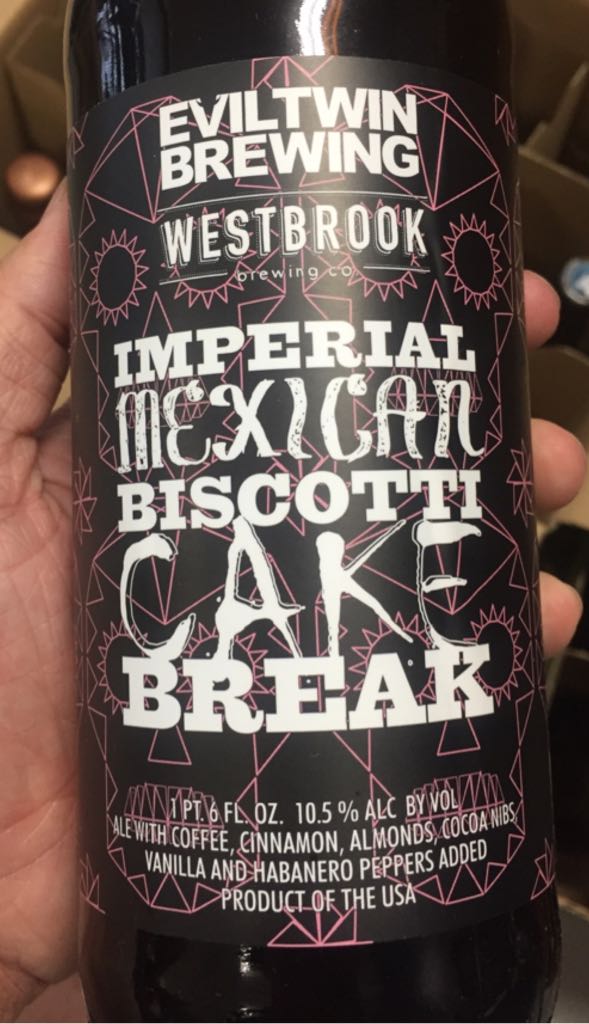 EVILTWIN
BREWING
WESTBROOK
brewing co
IMPERIAL
MEXICAN
BISCOTTI
CAKE
BREAK
1 PT. 6 FL. OZ. 10.5 % ALC BY VOL
ALE WITH COFFEE, CINNAMON, ALMONDS, COCOA NIBS,
VANILLA AND HABANERO PEPPERS ADDED
PRODUCT OF THE USA